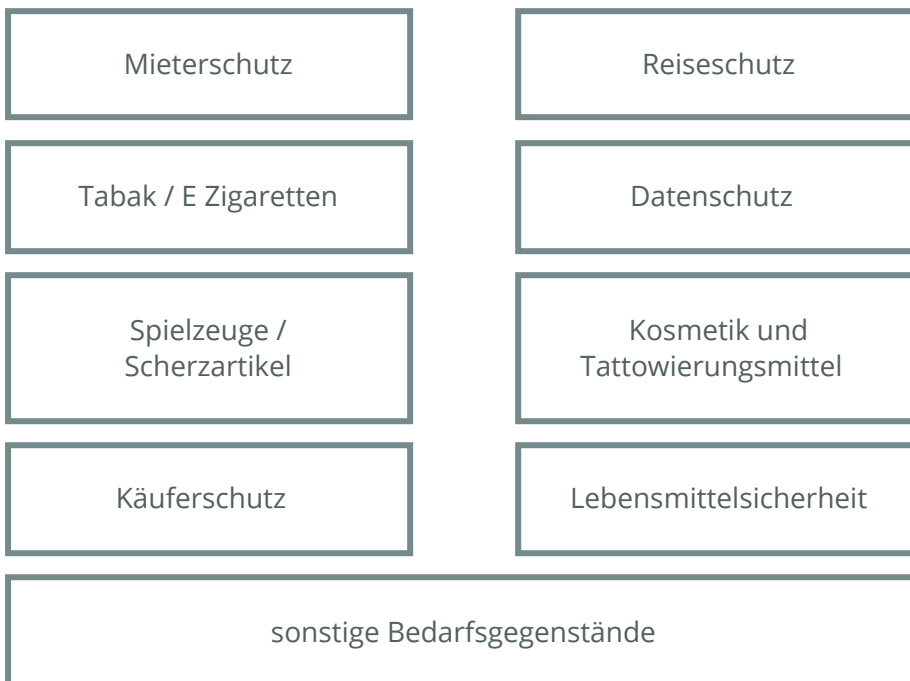 Mieterschutz
Reiseschutz
Tabak / E Zigaretten
Datenschutz
Spielzeuge /
Scherzartikel
Kosmetik und
Tattowierungsmittel
Käuferschutz
Lebensmittelsicherheit
sonstige Bedarfsgegenstände